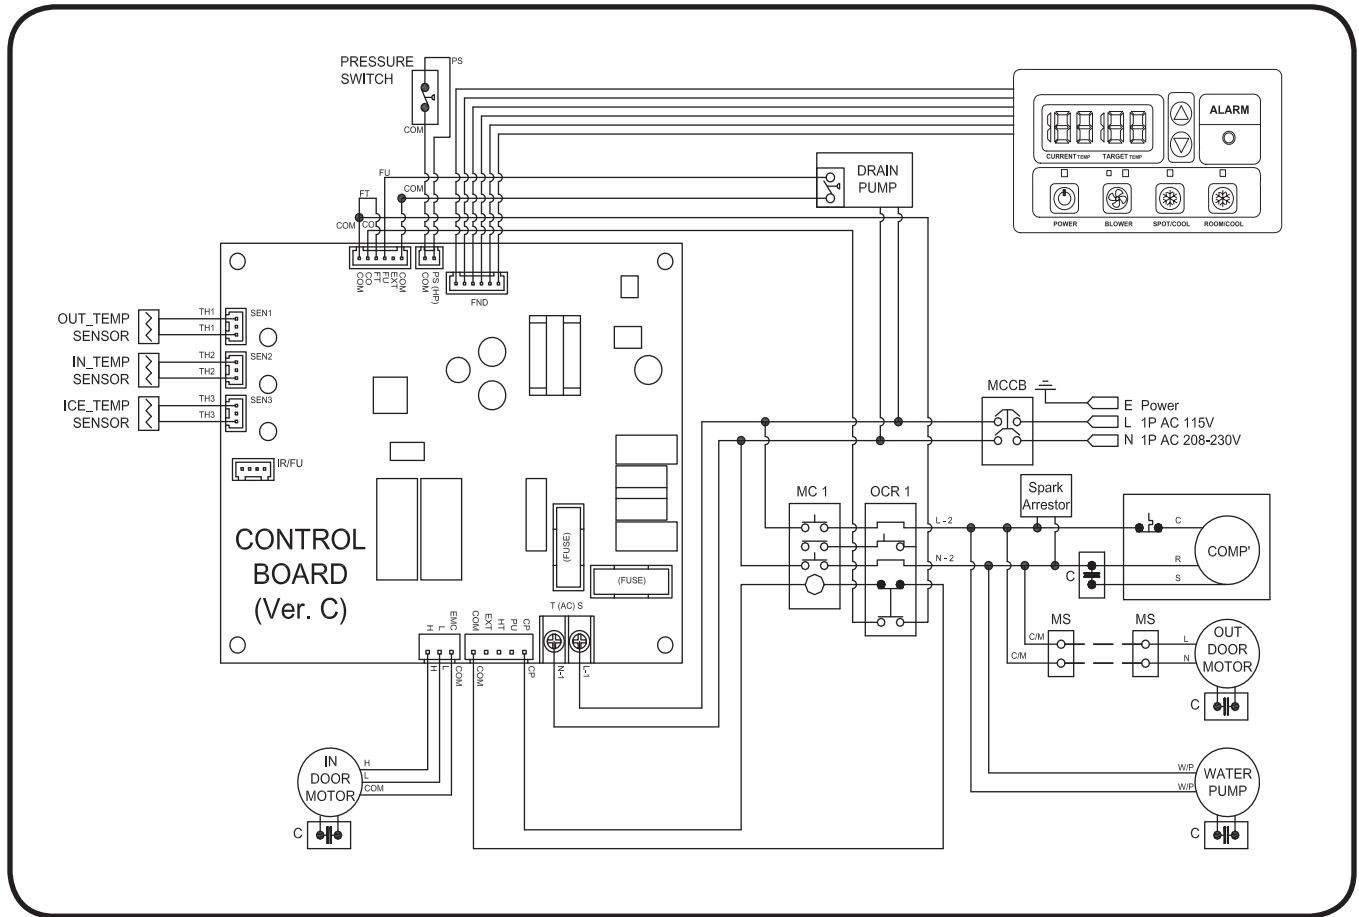 PRESSURE
SWITCH
PS
COM
FU
COM
FT
COM
CO
DRAIN
PUMP
ALARM
CURRENT TEMP
TARGET TEMP
POWER
BLOWER
SPOT/COOL
ROOM/COOL
COM
CO
FT
FU
EXT
COM
COM
PS (HP)
FND
OUT_TEMP
SENSOR
TH1
TH1
SEN1
IN_TEMP
SENSOR
TH2
TH2
SEN2
ICE_TEMP
SENSOR
TH3
TH3
SEN3
IR/FU
CONTROL
BOARD
(Ver. C)
(FUSE)
(FUSE)
T (AC) S
H
L
EMC
COM
EXT
HT
PU
CP
H
L
COM
COM
CP
N-1
L-1
MCCB
E Power
L 1P AC 115V
N 1P AC 208-230V
MC 1
OCR 1
L - 2
N - 2
Spark
Arrestor
C
R
S
COMP'
C
MS
MS
C/M
C/M
L
N
OUT
DOOR
MOTOR
C
W/P
W/P
WATER
PUMP
C
IN
DOOR
MOTOR
H
L
COM
C